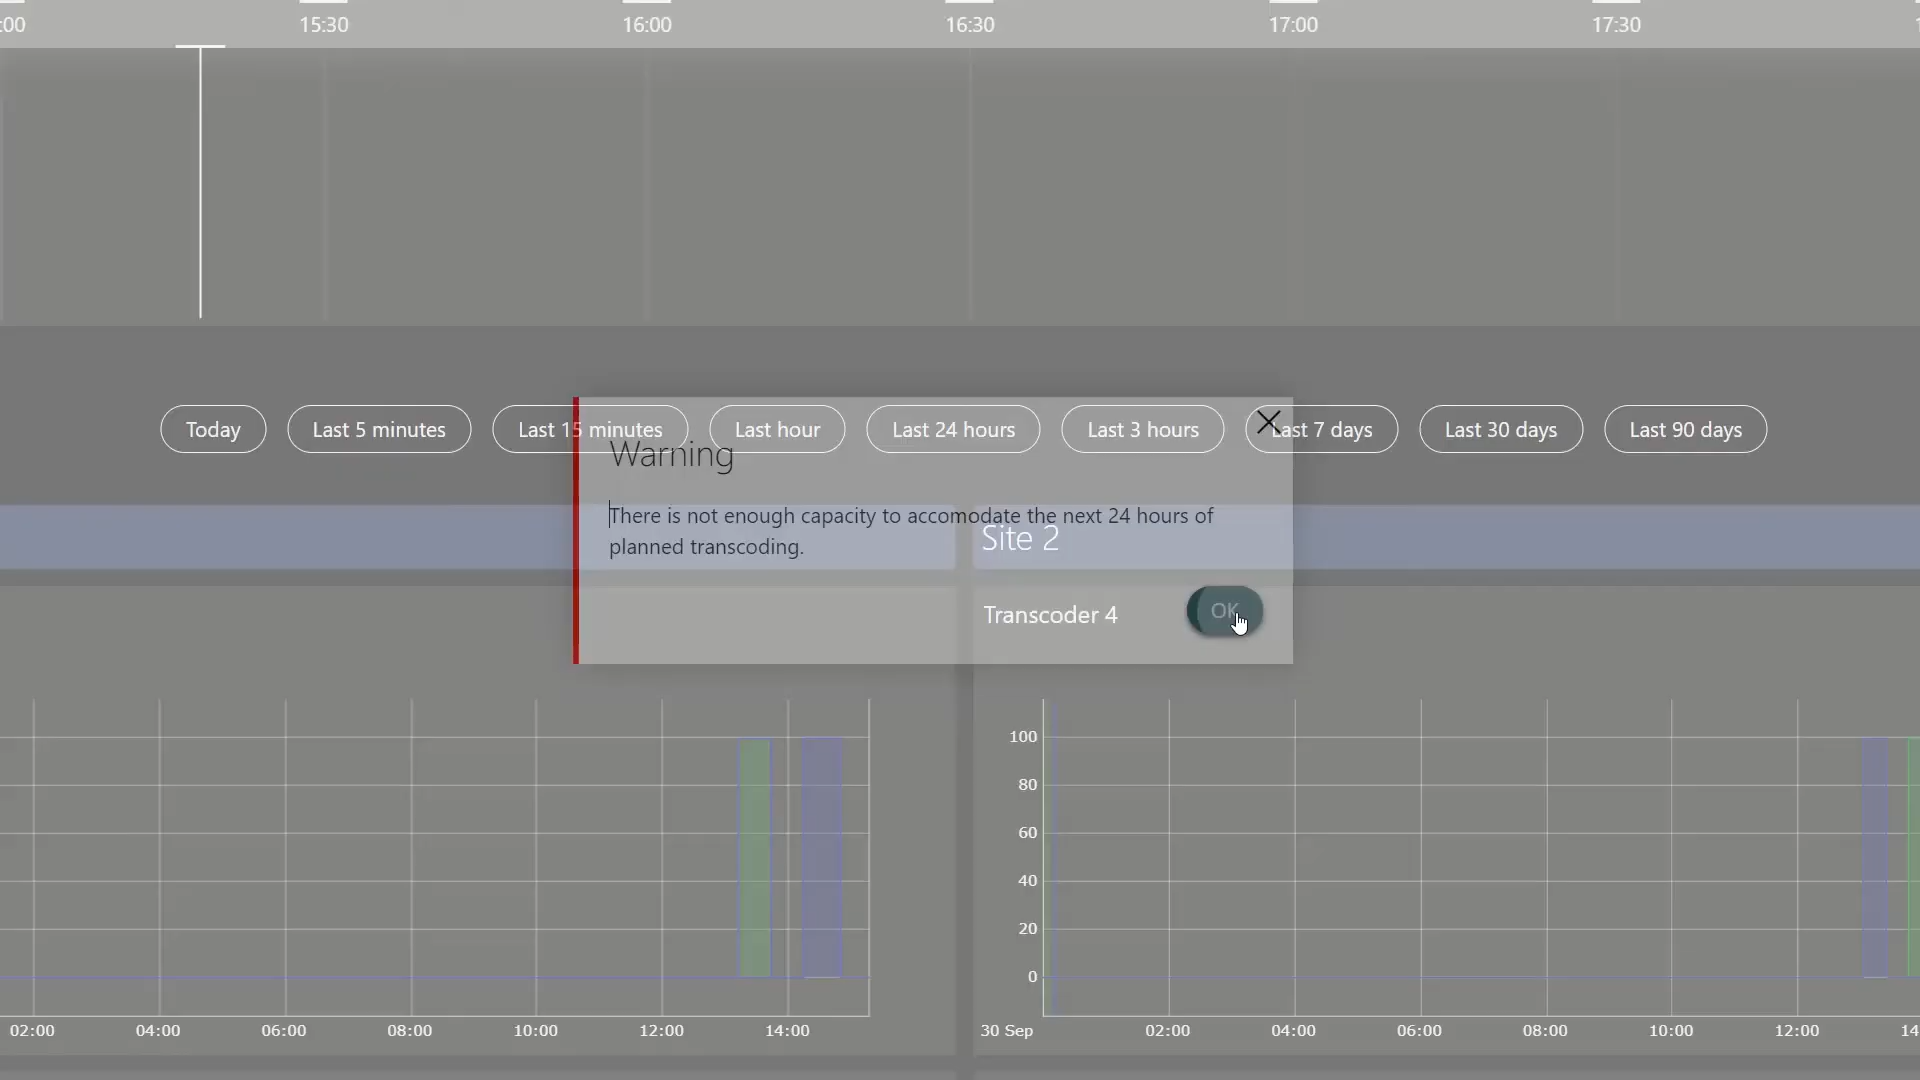 :00 15:30 16:00 16:30 17:00 17:30
Today Last 5 minutes Last 15 minutes Last hour Last 24 hours Last 3 hours Last 7 days Last 30 days Last 90 days
Warning
There is not enough capacity to accomodate the next 24 hours of
planned transcoding.
Site 2
Transcoder 4
OK
100
80
60
40
20
0
02:00 04:00 06:00 08:00 10:00 12:00 14:00
30 Sep 02:00 04:00 06:00 08:00 10:00 12:00 14